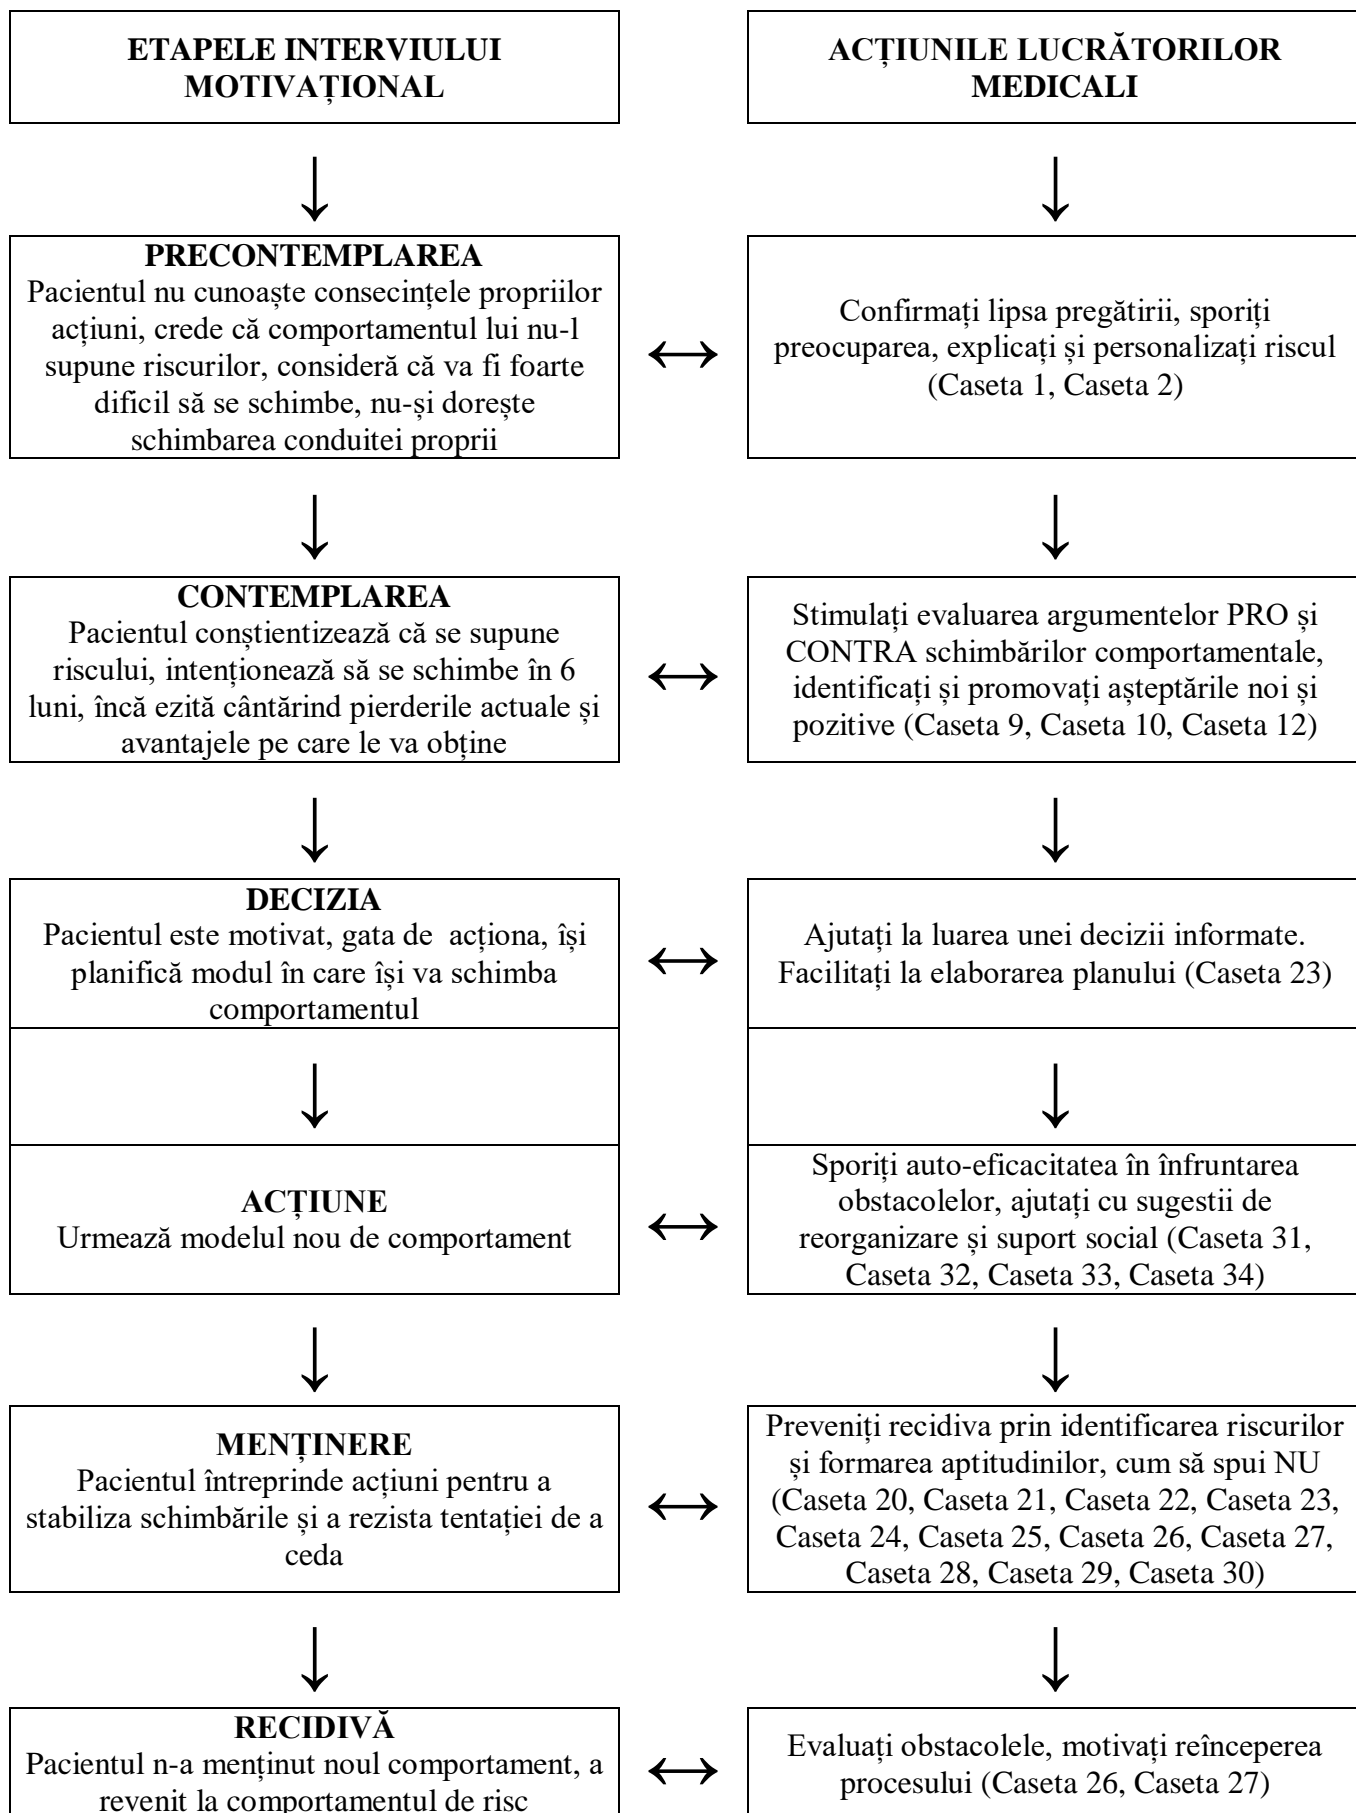 ETAPELE INTERVIULUI
MOTIVAȚIONAL
ACȚIUNILE LUCRĂTORILOR
MEDICALI
PRECONTEMPLAREA
Pacientul nu cunoaște consecințele propriilor
acțiuni, crede că comportamentul lui nu-l
supune riscurilor, consideră că va fi foarte
dificil să se schimbe, nu-și dorește
schimbarea conduitei proprii
Confirmați lipsa pregătirii, sporiți
preocuparea, explicați și personalizați riscul
(Caseta 1, Caseta 2)
CONTEMPLAREA
Pacientul conștientizează că se supune
riscului, intenționează să se schimbe în 6
luni, încă ezită cântărind pierderile actuale și
avantajele pe care le va obține
Stimulați evaluarea argumentelor PRO și
CONTRA schimbărilor comportamentale,
identificați și promovați așteptările noi și
pozitive (Caseta 9, Caseta 10, Caseta 12)
DECIZIA
Pacientul este motivat, gata de  acționa, își
planifică modul în care își va schimba
comportamentul
Ajutați la luarea unei decizii informate.
Facilitați la elaborarea planului (Caseta 23)
ACȚIUNE
Urmează modelul nou de comportament
Sporiți auto-eficacitatea în înfruntarea
obstacolelor, ajutați cu sugestii de
reorganizare și suport social (Caseta 31,
Caseta 32, Caseta 33, Caseta 34)
MENȚINERE
Pacientul întreprinde acțiuni pentru a
stabiliza schimbările și a rezista tentației de a
ceda
Preveniți recidiva prin identificarea riscurilor
și formarea aptitudinilor, cum să spui NU
(Caseta 20, Caseta 21, Caseta 22, Caseta 23,
Caseta 24, Caseta 25, Caseta 26, Caseta 27,
Caseta 28, Caseta 29, Caseta 30)
RECIDIVĂ
Pacientul n-a menținut noul comportament, a
revenit la comportamentul de risc
Evaluați obstacolele, motivați reînceperea
procesului (Caseta 26, Caseta 27)